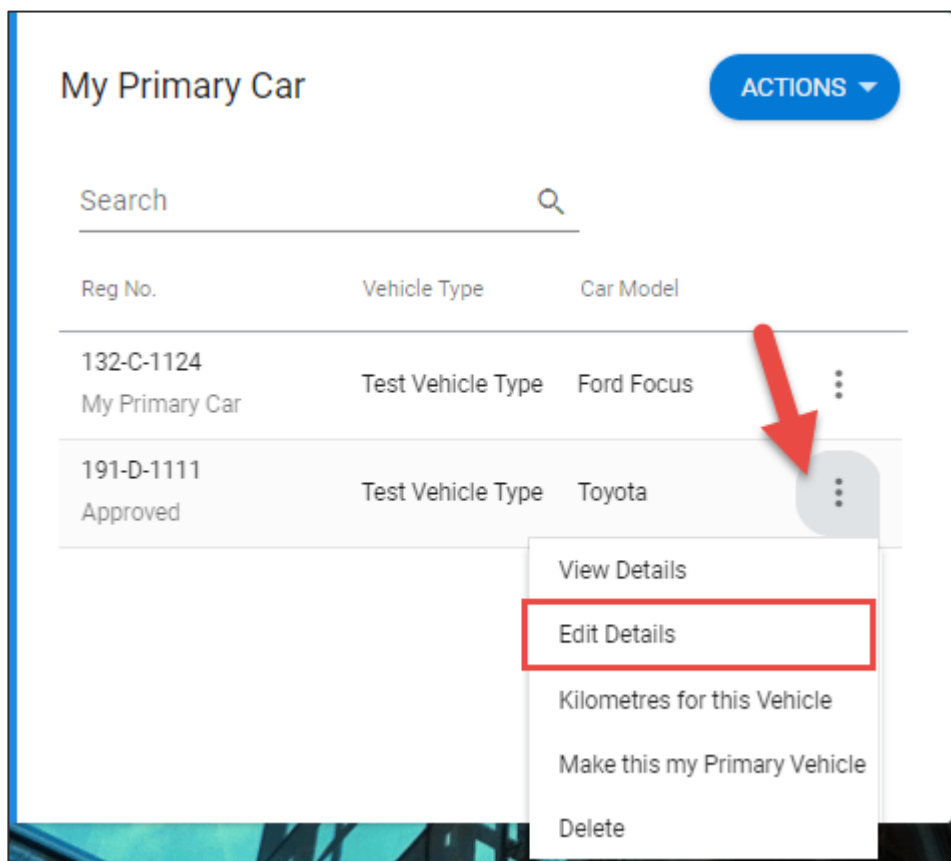 My Primary Car
ACTIONS
Search
Reg No. Vehicle Type Car Model
132-C-1124
My Primary Car
Test Vehicle Type Ford Focus
191-D-1111
Approved
Test Vehicle Type Toyota
View Details
Edit Details
Kilometres for this Vehicle
Make this my Primary Vehicle
Delete